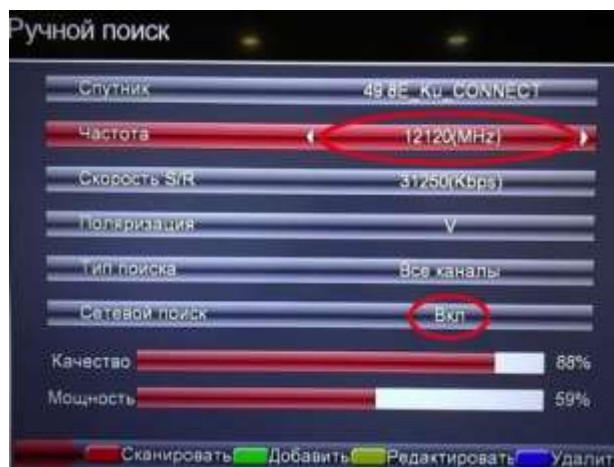 Ручной поиск
Спутник 49.8E_Ku_CONNECT
Частота 12120(MHz)
Скорость S/R 31250(Kbps)
Поляризация V
Тип поиска Все каналы
Сетевой поиск Вкл
Качество 88%
Мощность 59%
Сканировать Добавить Редактировать Удалит